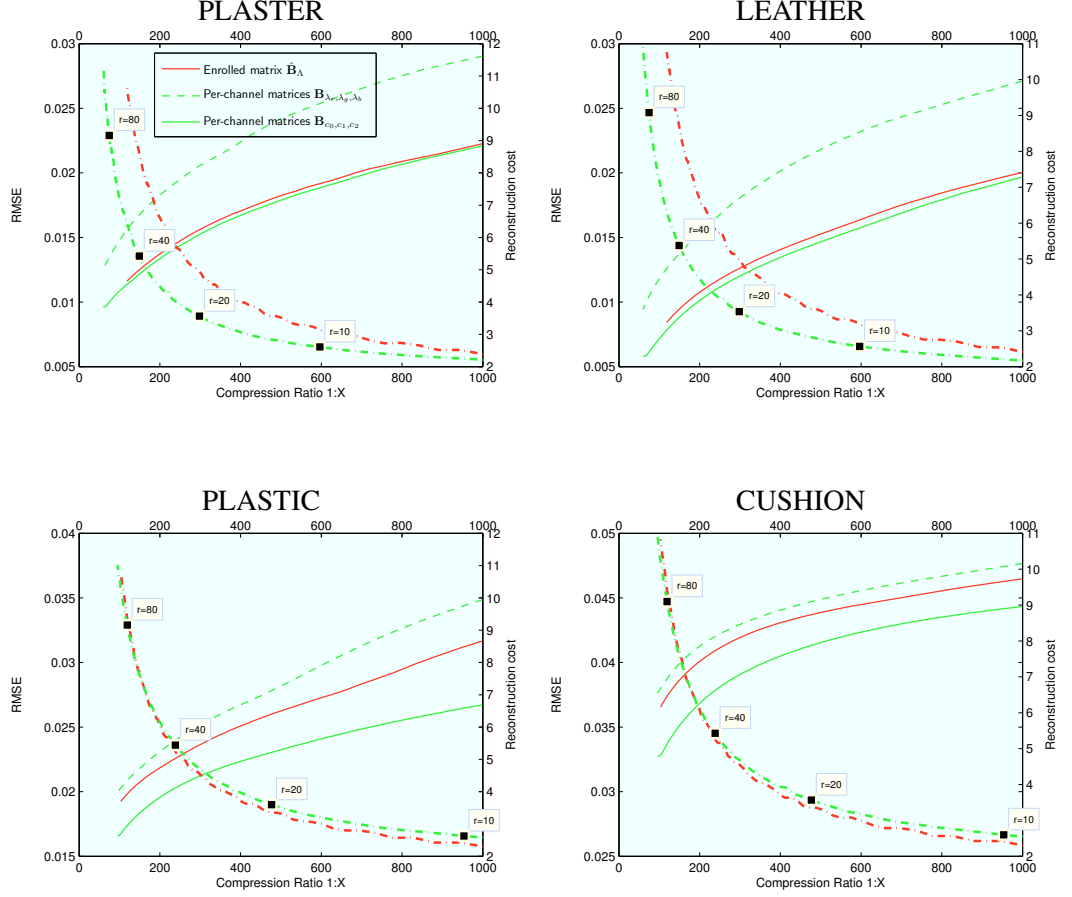 PLASTER
0 200 400 600 800 1000
0.03
0.025
0.02
0.015
0.01
0.005
RMSE
Enrolled matrix B̂_Λ
Per-channel matrices B_λr,λg,λb
Per-channel matrices B_c0,c1,c2
r=80
r=40
r=20
r=10
12
11
10
9
8
7
6
5
4
3
2
Reconstruction cost
0 200 400 600 800 1000
Compression Ratio 1:X
LEATHER
0 200 400 600 800 1000
0.03
0.025
0.02
0.015
0.01
0.005
RMSE
r=80
r=40
r=20
r=10
11
10
9
8
7
6
5
4
3
2
Reconstruction cost
0 200 400 600 800 1000
Compression Ratio 1:X
PLASTIC
0 200 400 600 800 1000
0.04
0.035
0.03
0.025
0.02
0.015
RMSE
r=80
r=40
r=20
r=10
12
11
10
9
8
7
6
5
4
3
2
Reconstruction cost
0 200 400 600 800 1000
Compression Ratio 1:X
CUSHION
0 200 400 600 800 1000
0.05
0.045
0.04
0.035
0.03
0.025
RMSE
r=80
r=40
r=20
r=10
11
10
9
8
7
6
5
4
3
2
Reconstruction cost
0 200 400 600 800 1000
Compression Ratio 1:X